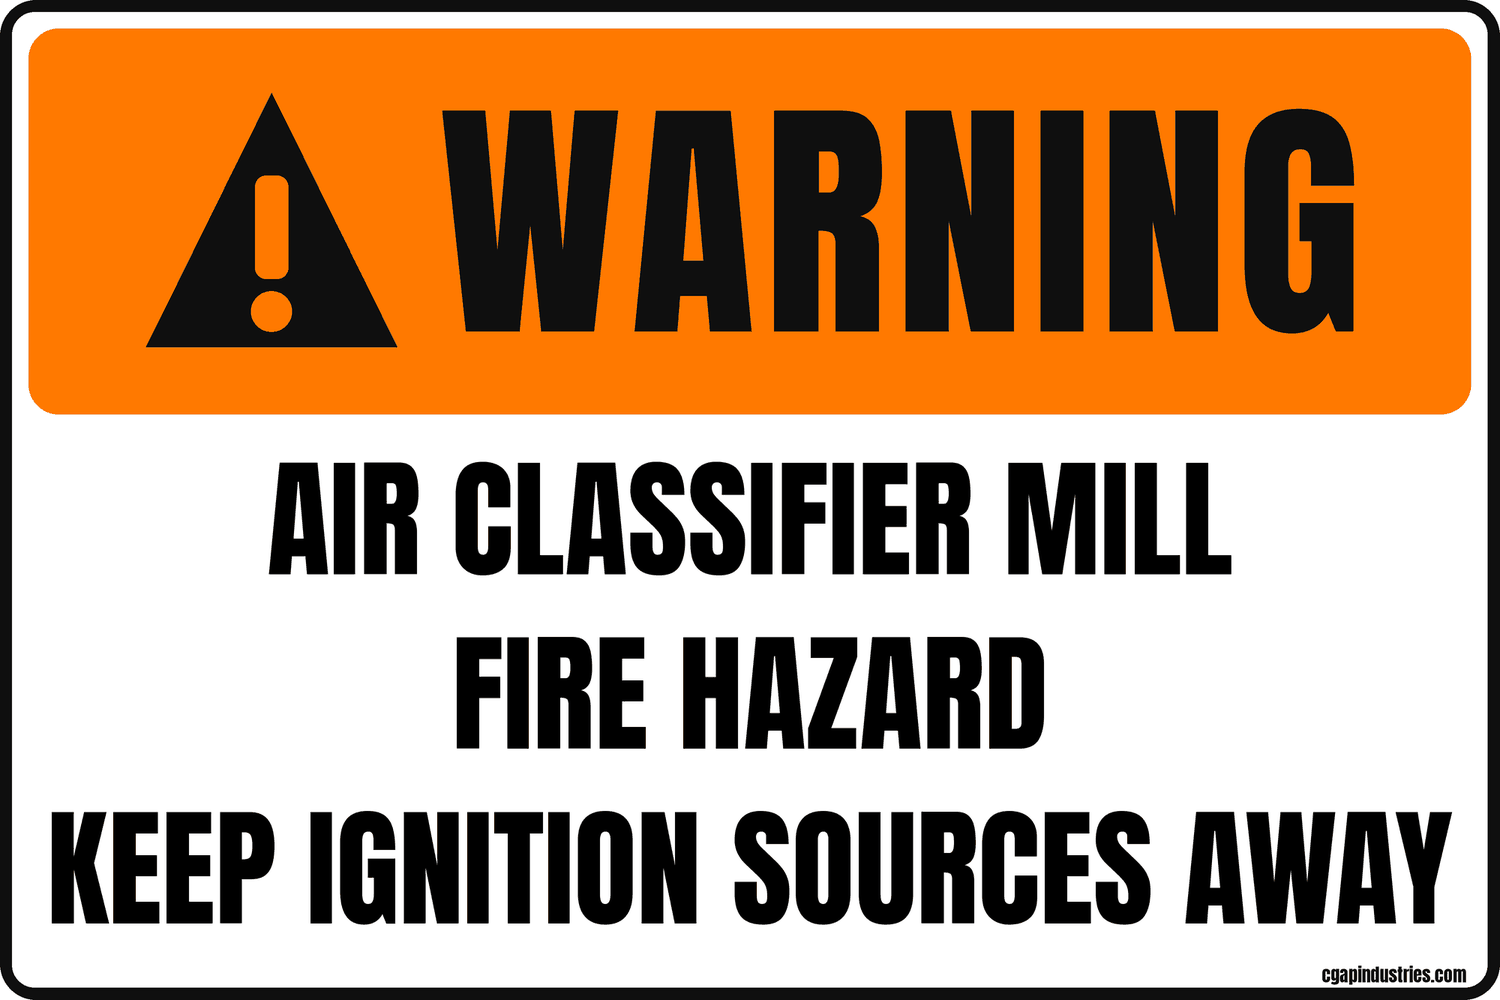 WARNING
AIR CLASSIFIER MILL
FIRE HAZARD
KEEP IGNITION SOURCES AWAY
cgapindustries.com